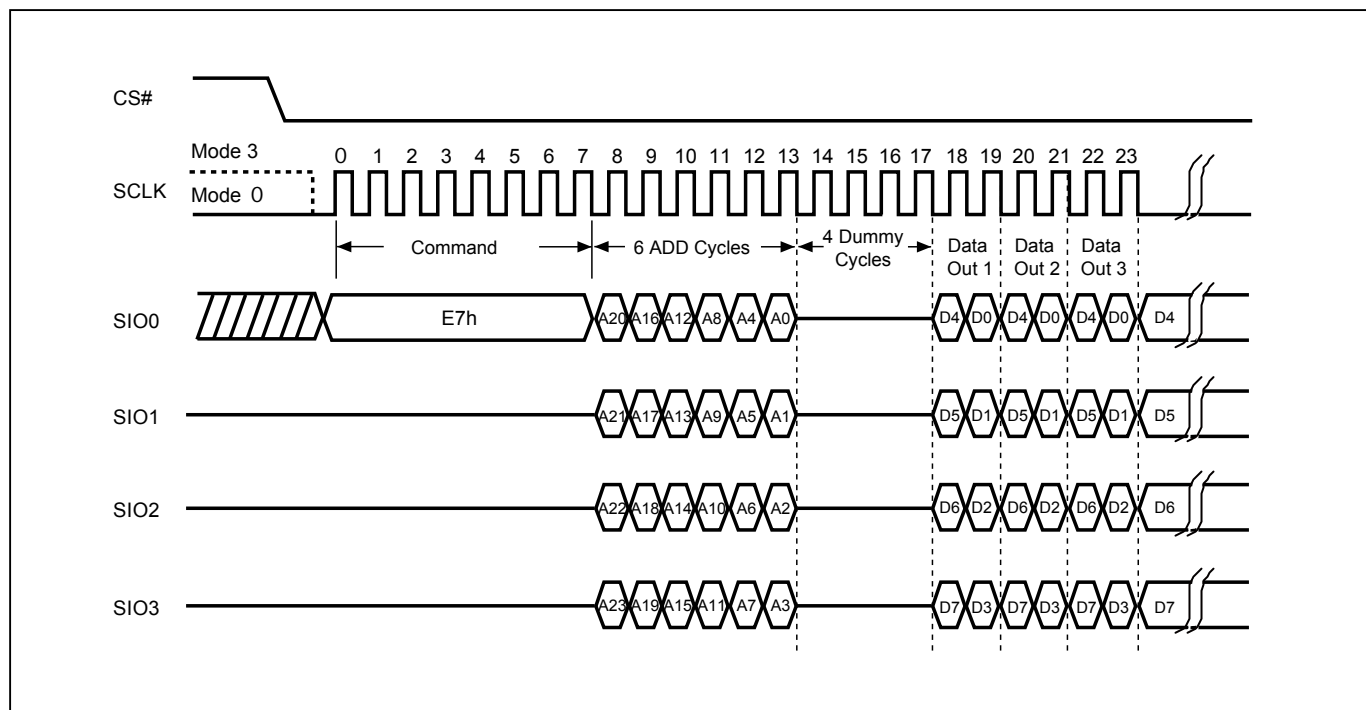 CS#
Mode 3
0 1 2 3 4 5 6 7 8 9 10 11 12 13 14 15 16 17 18 19 20 21 22 23
SCLK
Mode 0
Command
6 ADD Cycles
4 Dummy
Cycles
Data
Out 1
Data
Out 2
Data
Out 3
SIO0
E7h
A20 A16 A12 A8 A4 A0
D4 D0 D4 D0 D4 D0 D4
SIO1
A21 A17 A13 A9 A5 A1
D5 D1 D5 D1 D5 D1 D5
SIO2
A22 A18 A14 A10 A6 A2
D6 D2 D6 D2 D6 D2 D6
SIO3
A23 A19 A15 A11 A7 A3
D7 D3 D7 D3 D7 D3 D7